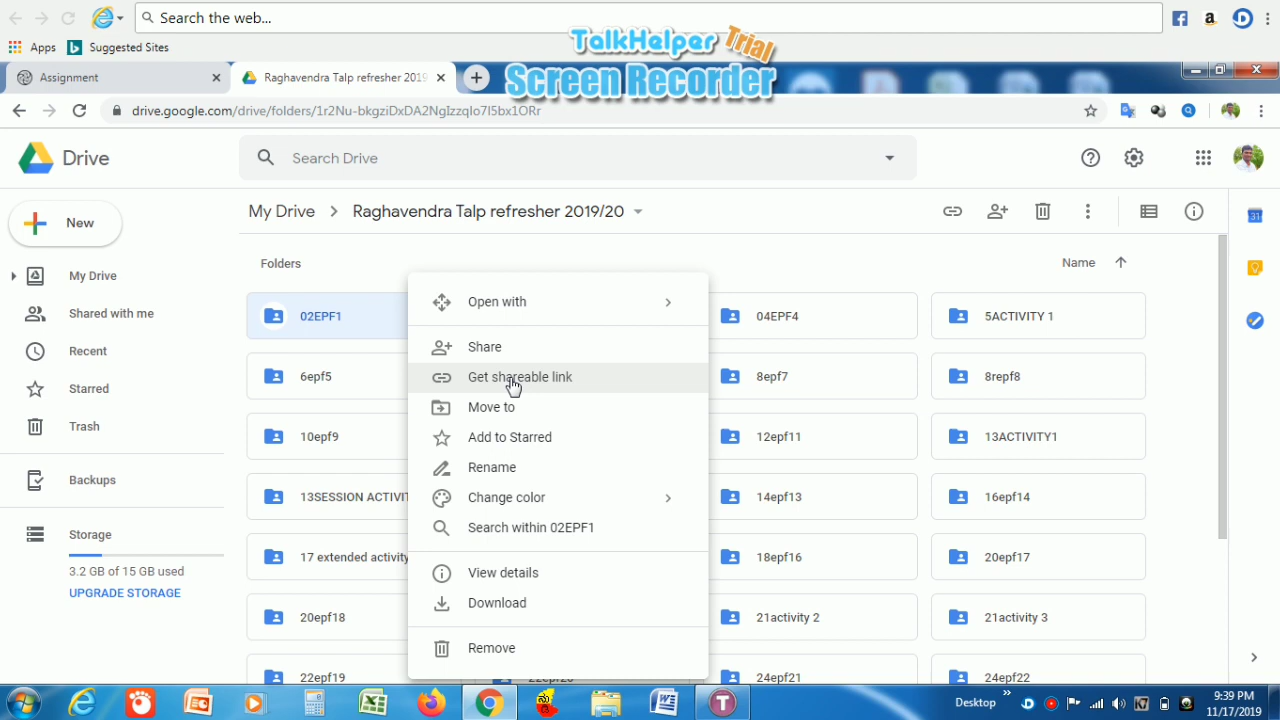 Search the web...
Apps
Suggested Sites
TalkHelper Trial
Screen Recorder
Assignment
Raghavendra Talp refresher 2019
drive.google.com/drive/folders/1r2Nu-bkgziDxDA2NgIzzqIo7I5bx1ORr
Drive
Search Drive
New
My Drive > Raghavendra Talp refresher 2019/20
My Drive
Shared with me
Recent
Starred
Trash
Backups
Storage
3.2 GB of 15 GB used
UPGRADE STORAGE
Folders
Name
02EPF1
04EPF4
5ACTIVITY 1
6epf5
8epf7
8repf8
10epf9
12epf11
13ACTIVITY1
13SESSION ACTIVIT
14epf13
16epf14
17 extended activity
18epf16
20epf17
20epf18
21activity 2
21activity 3
22epf19
22epf20
24epf21
24epf22
Open with
Share
Get shareable link
Move to
Add to Starred
Rename
Change color
Search within 02EPF1
View details
Download
Remove
31
Desktop
9:39 PM
11/17/2019